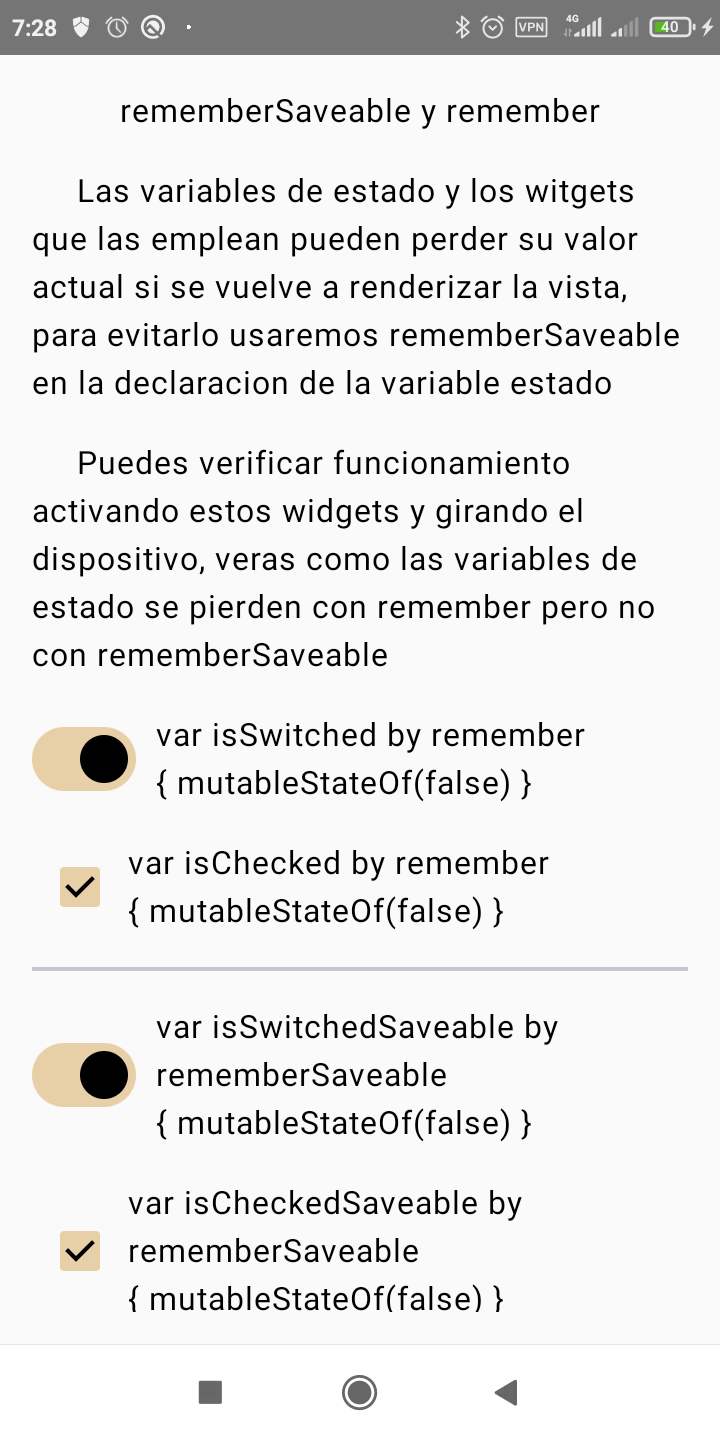 7:28
VPN
4G
40
rememberSaveable y remember
Las variables de estado y los witgets
que las emplean pueden perder su valor
actual si se vuelve a renderizar la vista,
para evitarlo usaremos rememberSaveable
en la declaracion de la variable estado
Puedes verificar funcionamiento
activando estos widgets y girando el
dispositivo, veras como las variables de
estado se pierden con remember pero no
con rememberSaveable
var isSwitched by remember
{ mutableStateOf(false) }
var isChecked by remember
{ mutableStateOf(false) }
var isSwitchedSaveable by
rememberSaveable
{ mutableStateOf(false) }
var isCheckedSaveable by
rememberSaveable
{ mutableStateOf(false) }